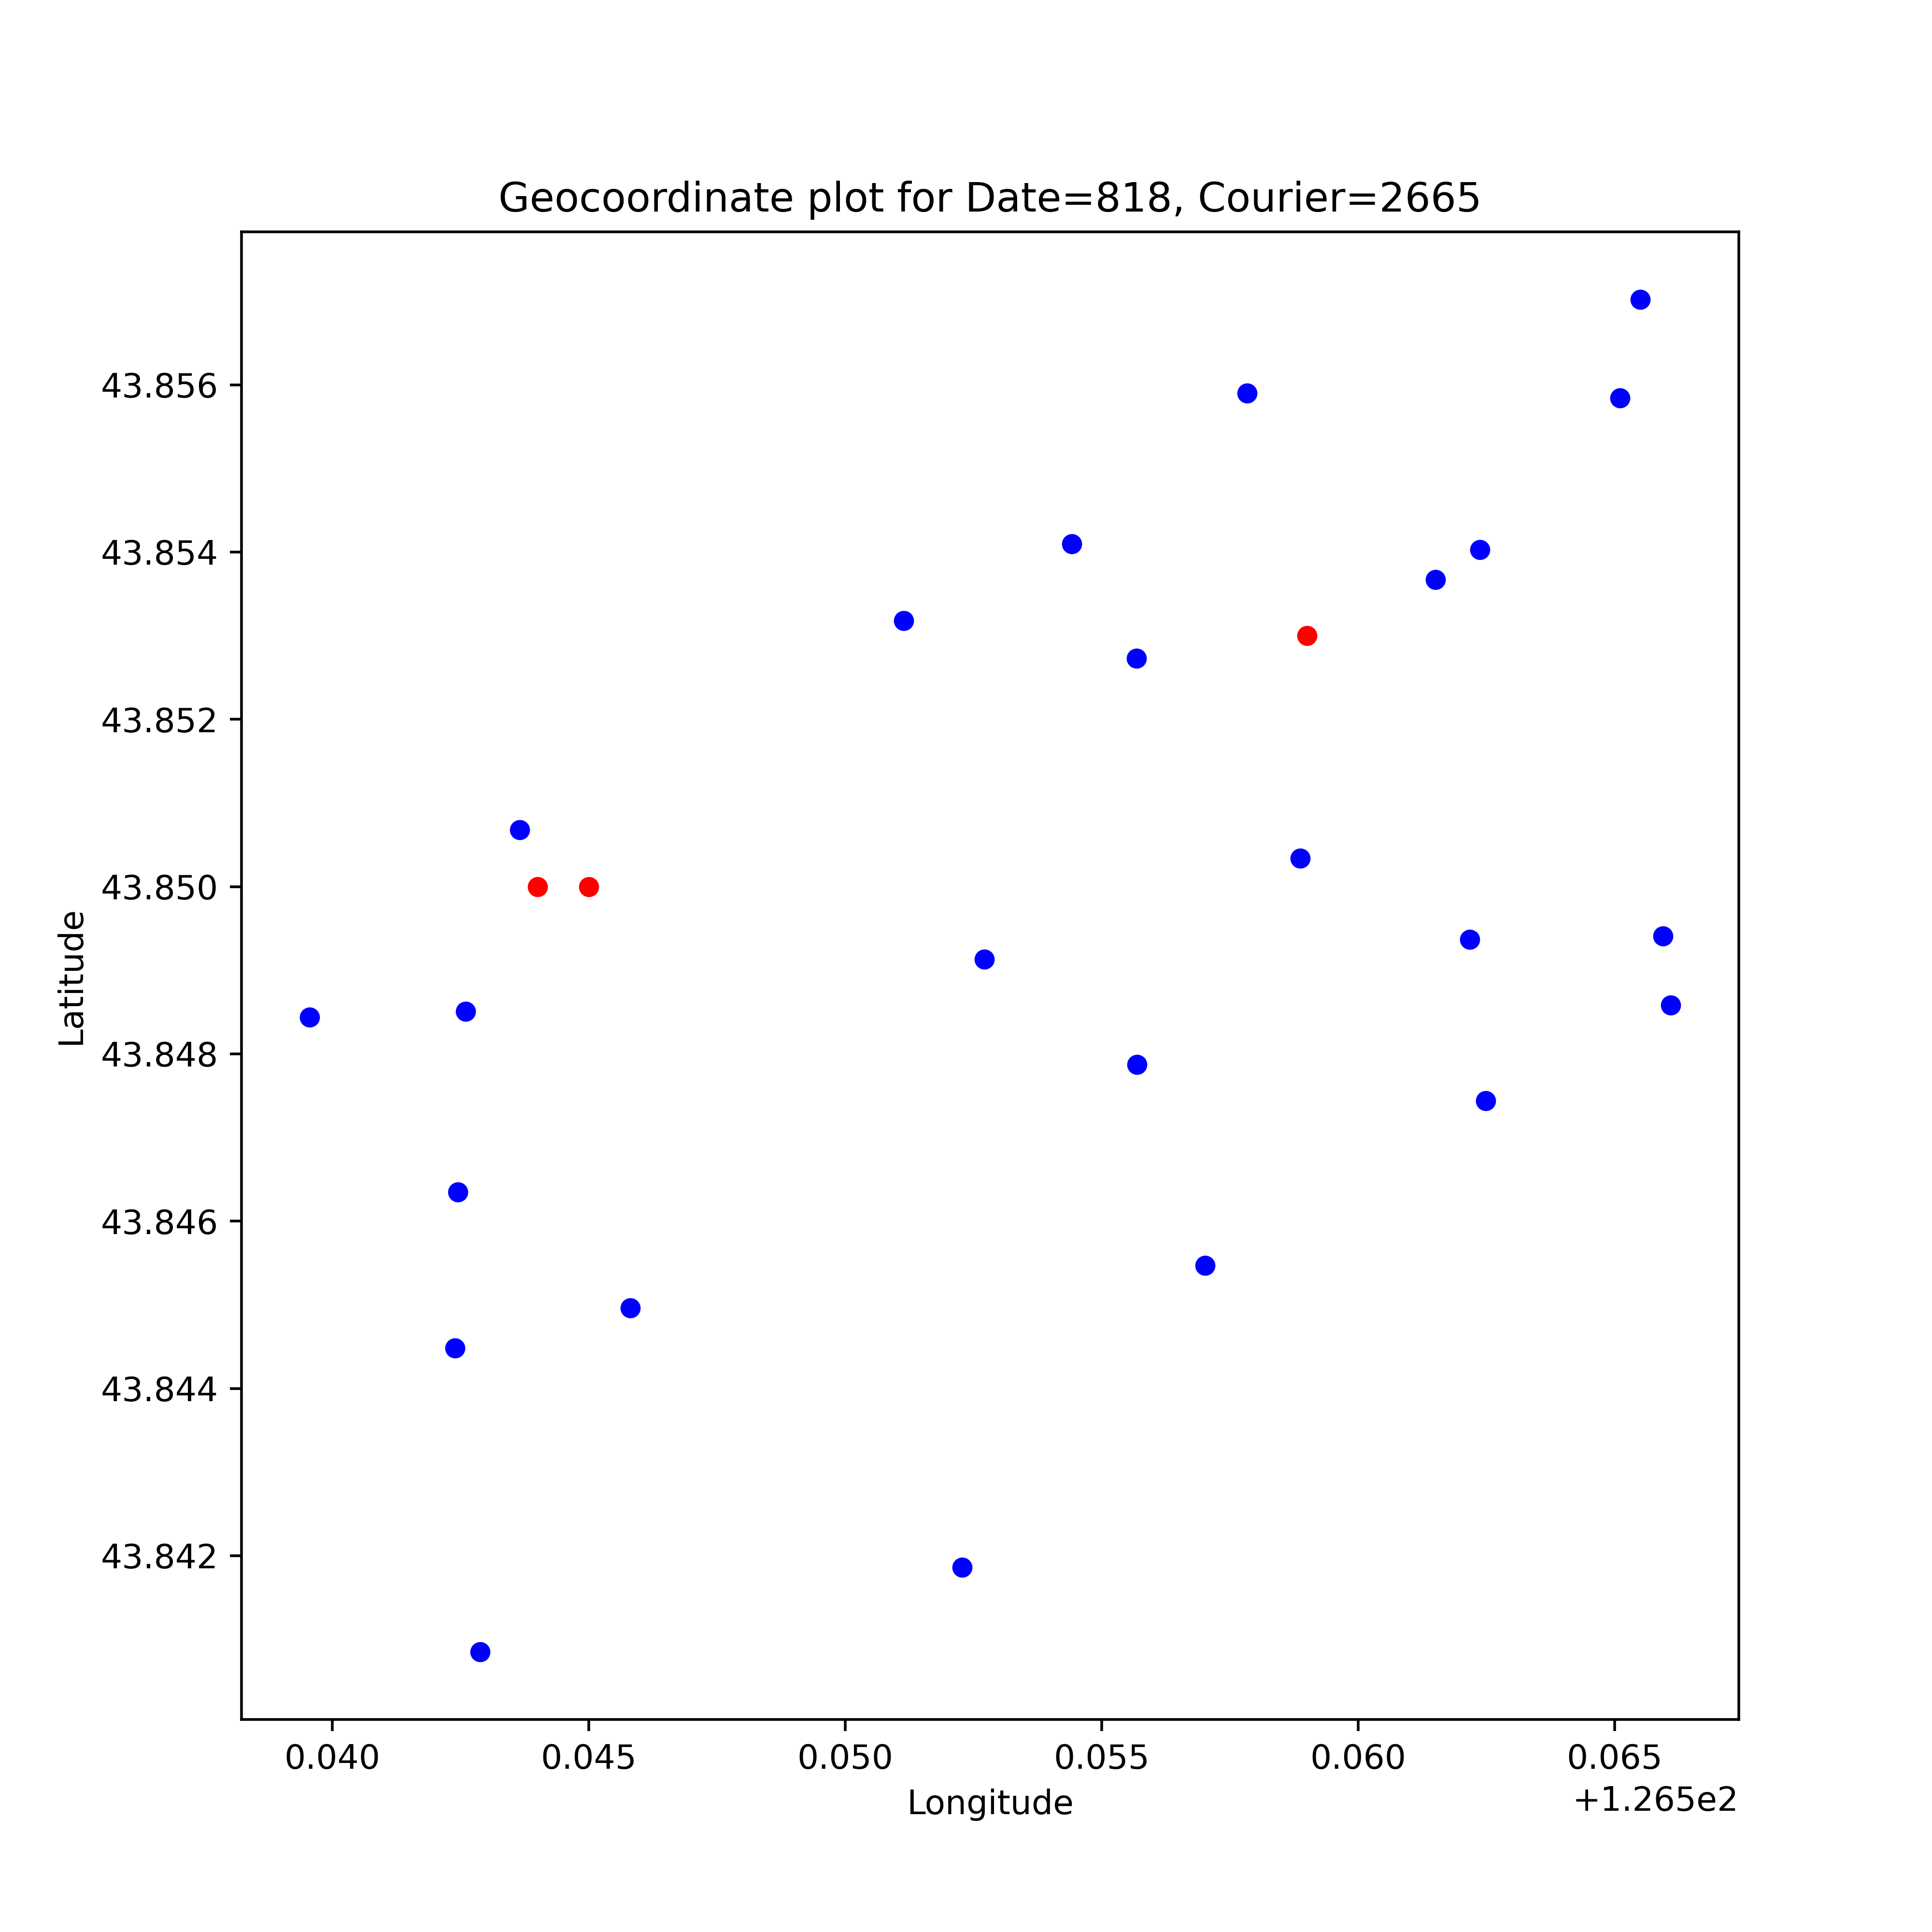 Geocoordinate plot for Date=818, Courier=2665
43.856
43.854
43.852
43.850
43.848
43.846
43.844
43.842
Latitude
0.040 0.045 0.050 0.055 0.060 0.065
Longitude
+1.265e2